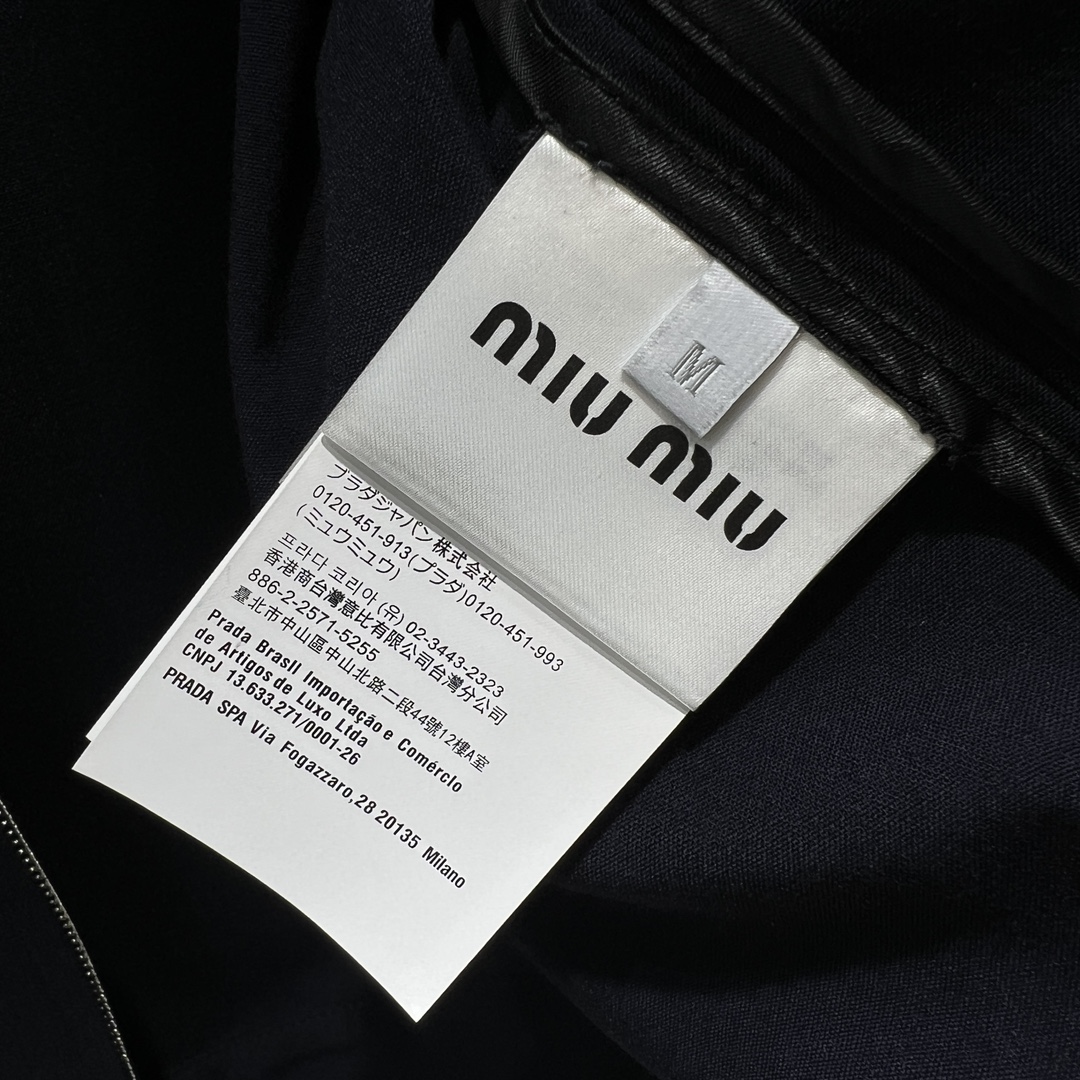 MIU MIU
M
プラダジャパン株式会社
0120-451-913(プラダ)0120-451-993
(ミュウミュウ)
프라다 코리아 (유) 02-3443-2323
香港商台灣意比有限公司台灣分公司
886-2-2571-5255
臺北市中山區中山北路二段44號12樓A室
Prada Brasil Importação e Comércio
de Artigos de Luxo Ltda
CNPJ 13.633.271/0001-26
PRADA SPA Via Fogazzaro,28 20135 Milano